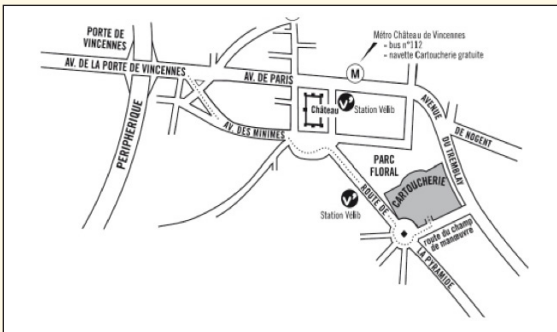 PORTE DE
VINCENNES
Métro Château de Vincennes
- bus n°112
- navette Cartoucherie gratuite
M
AV. DE LA PORTE DE VINCENNES
AV. DE PARIS
Château
V
Station Vélib
AVENUE
DE NOGENT
DU TREMBLAY
PERIPHERIQUE
AV. DES MINIMES
PARC
FLORAL
CARTOUCHERIE
V
Station Vélib
ROUTE DE
LA PYRAMIDE
route du champ
de manœuvre